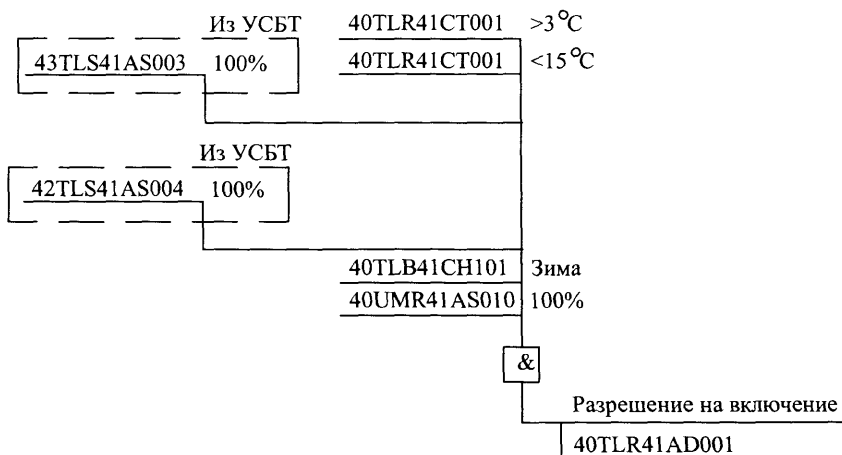 Из УСБТ 40TLR41CT001 >3°C
43TLS41AS003 100% 40TLR41CT001 <15°C
Из УСБТ
42TLS41AS004 100%
40TLB41CH101 Зима
40UMR41AS010 100%
&
Разрешение на включение
40TLR41AD001